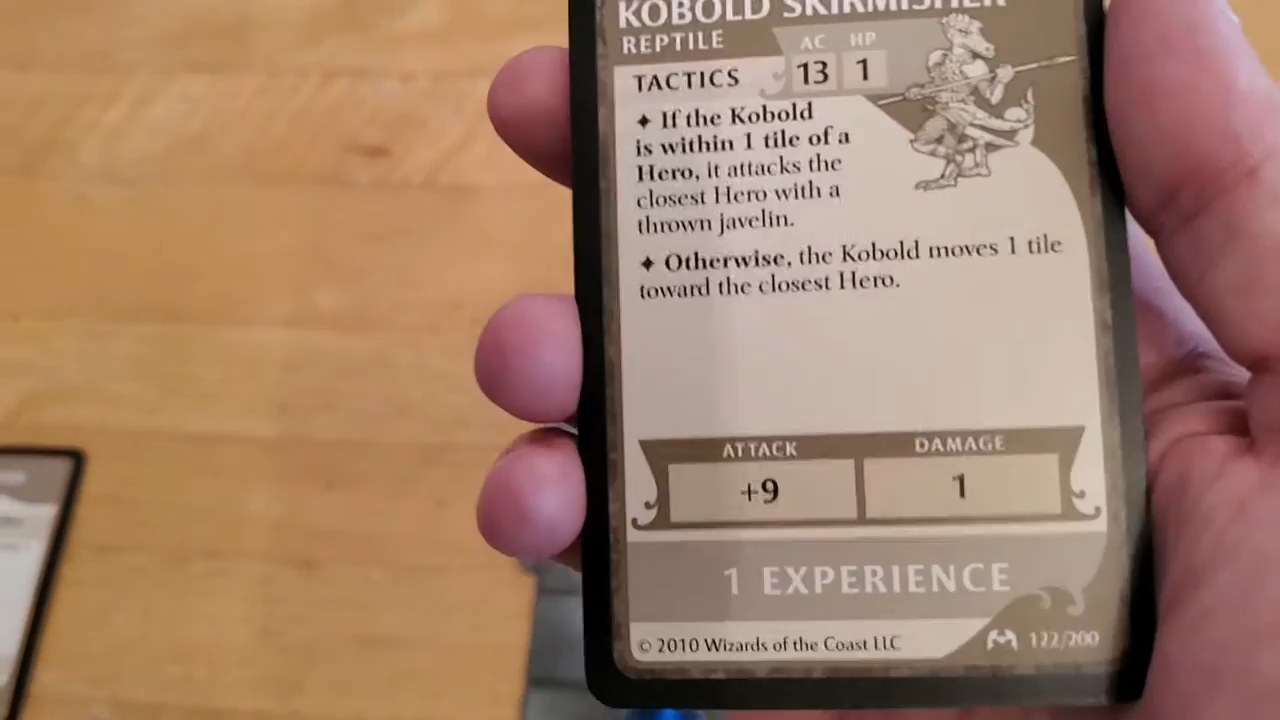 KOBOLD SKIRMISHER
REPTILE
AC HP
TACTICS 13 1
✦ If the Kobold
is within 1 tile of a
Hero, it attacks the
closest Hero with a
thrown javelin.
✦ Otherwise, the Kobold moves 1 tile
toward the closest Hero.
ATTACK DAMAGE
+9 1
1 EXPERIENCE
© 2010 Wizards of the Coast LLC 122/200